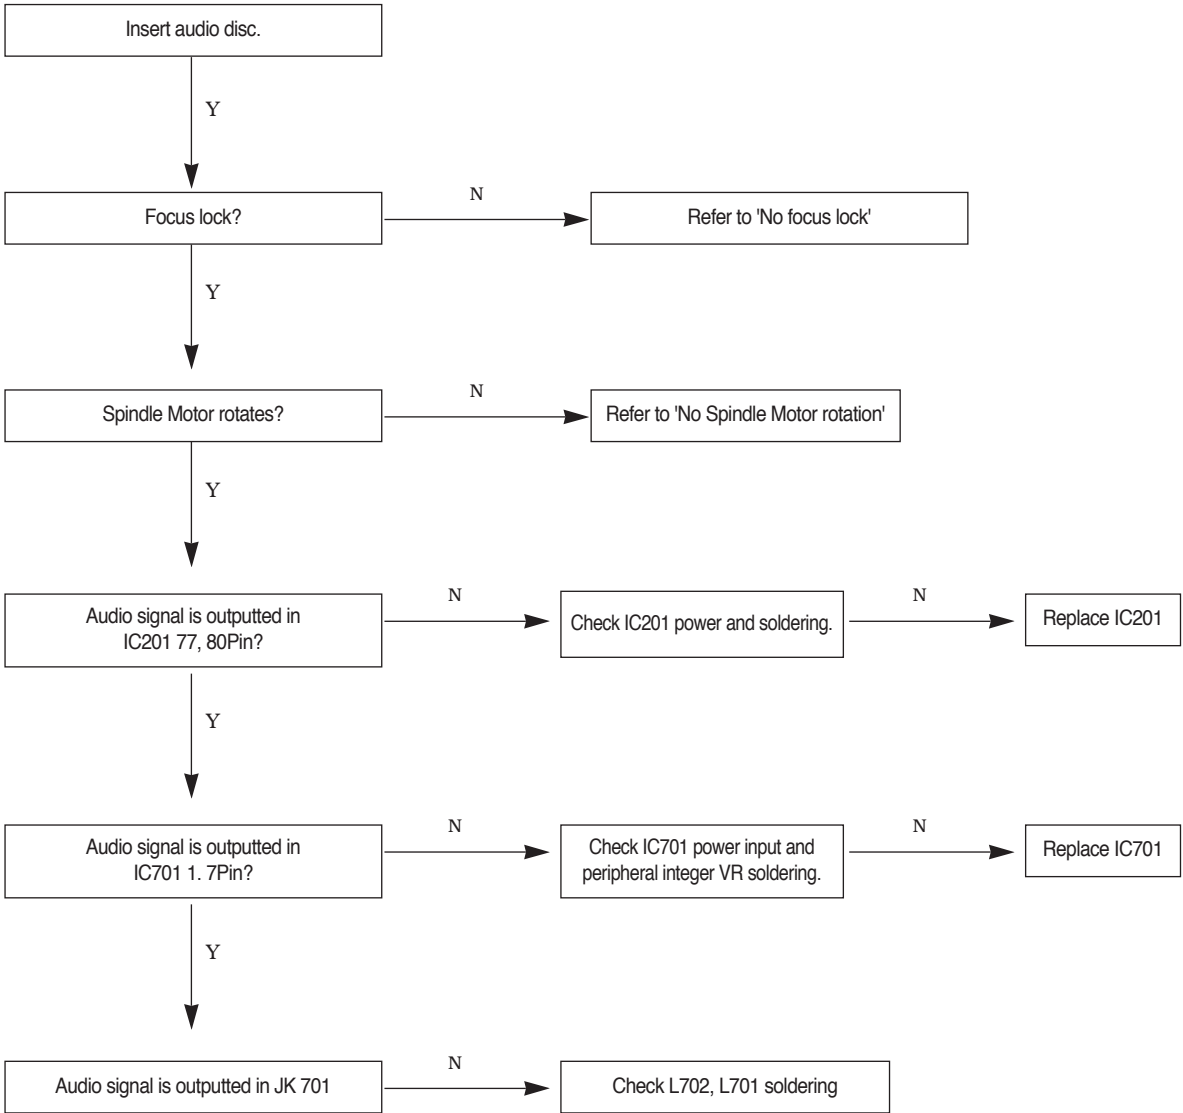 Insert audio disc.
Y
Focus lock?
N
Refer to 'No focus lock'
Y
Spindle Motor rotates?
N
Refer to 'No Spindle Motor rotation'
Y
Audio signal is outputted in
IC201 77, 80Pin?
N
Check IC201 power and soldering.
N
Replace IC201
Y
Audio signal is outputted in
IC701 1. 7Pin?
N
Check IC701 power input and
peripheral integer VR soldering.
N
Replace IC701
Y
Audio signal is outputted in JK 701
N
Check L702, L701 soldering